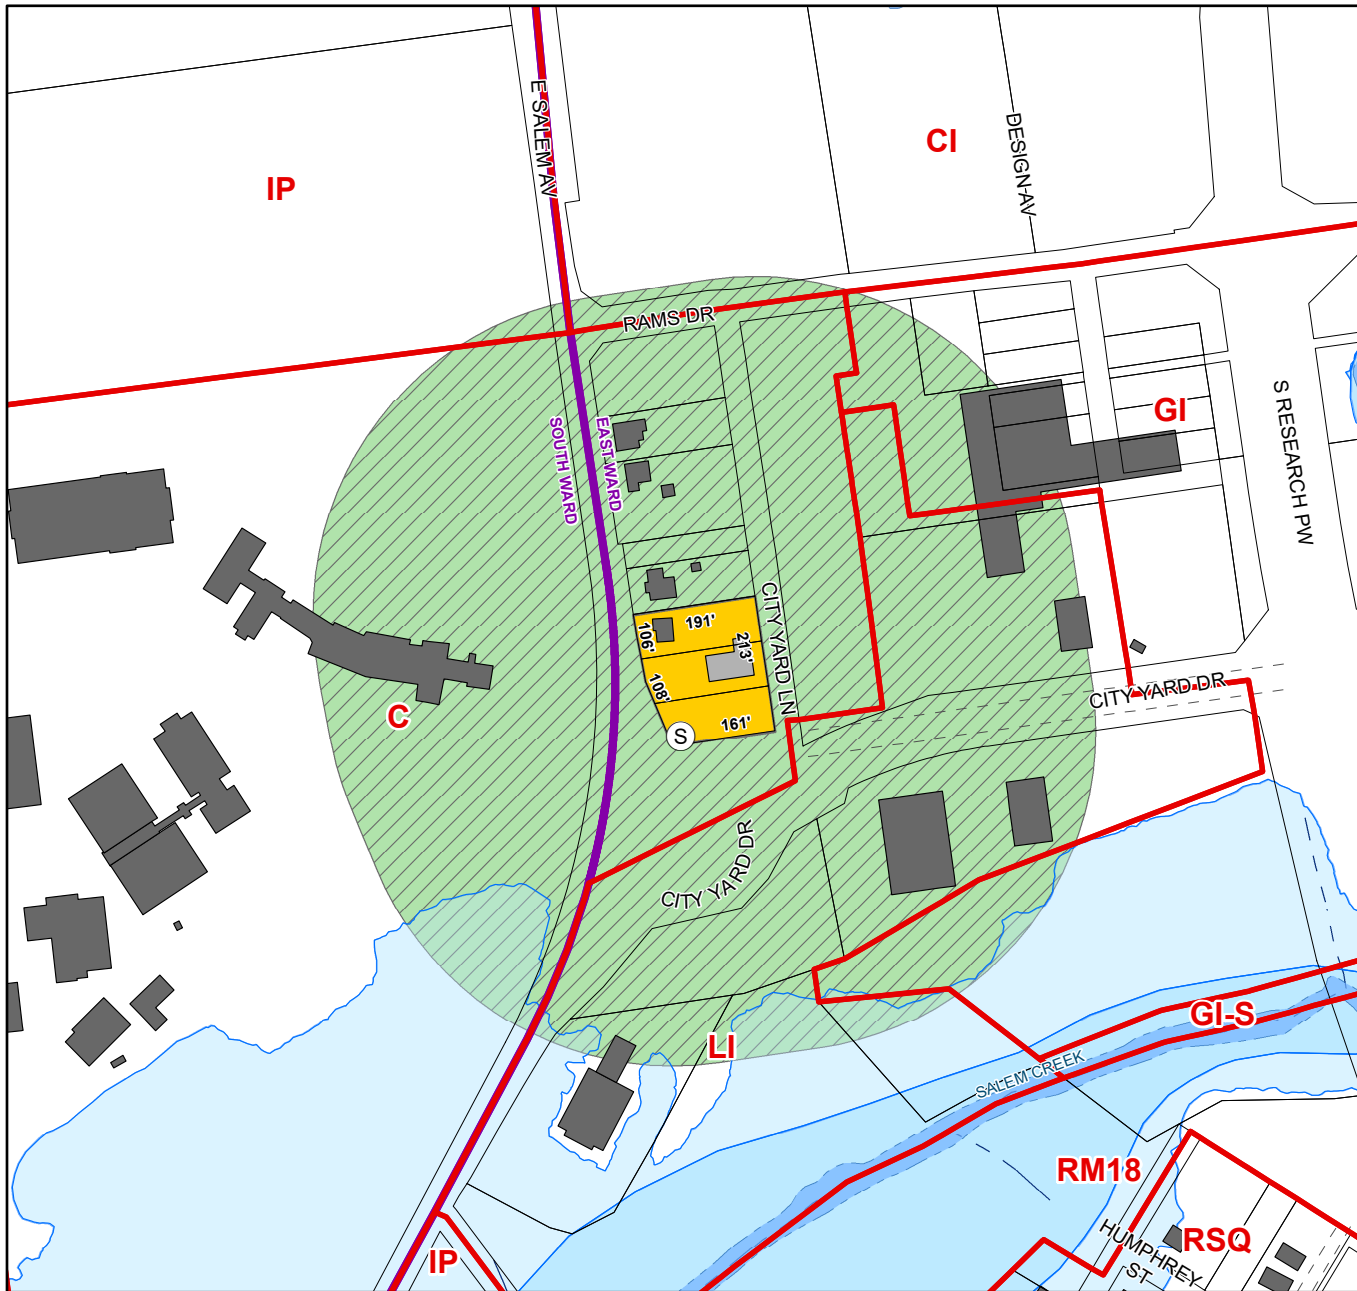 E SALEM AV
CI
DESIGN AV
IP
RAMS DR
GI
S RESEARCH PW
SOUTH WARD
EAST WARD
CITY YARD LN
191'
106'
213'
108'
161'
S
C
CITY YARD DR
CITY YARD DR
GI-S
LI
SALEM CREEK
RM18
RSQ
HUMPHREY
ST
IP